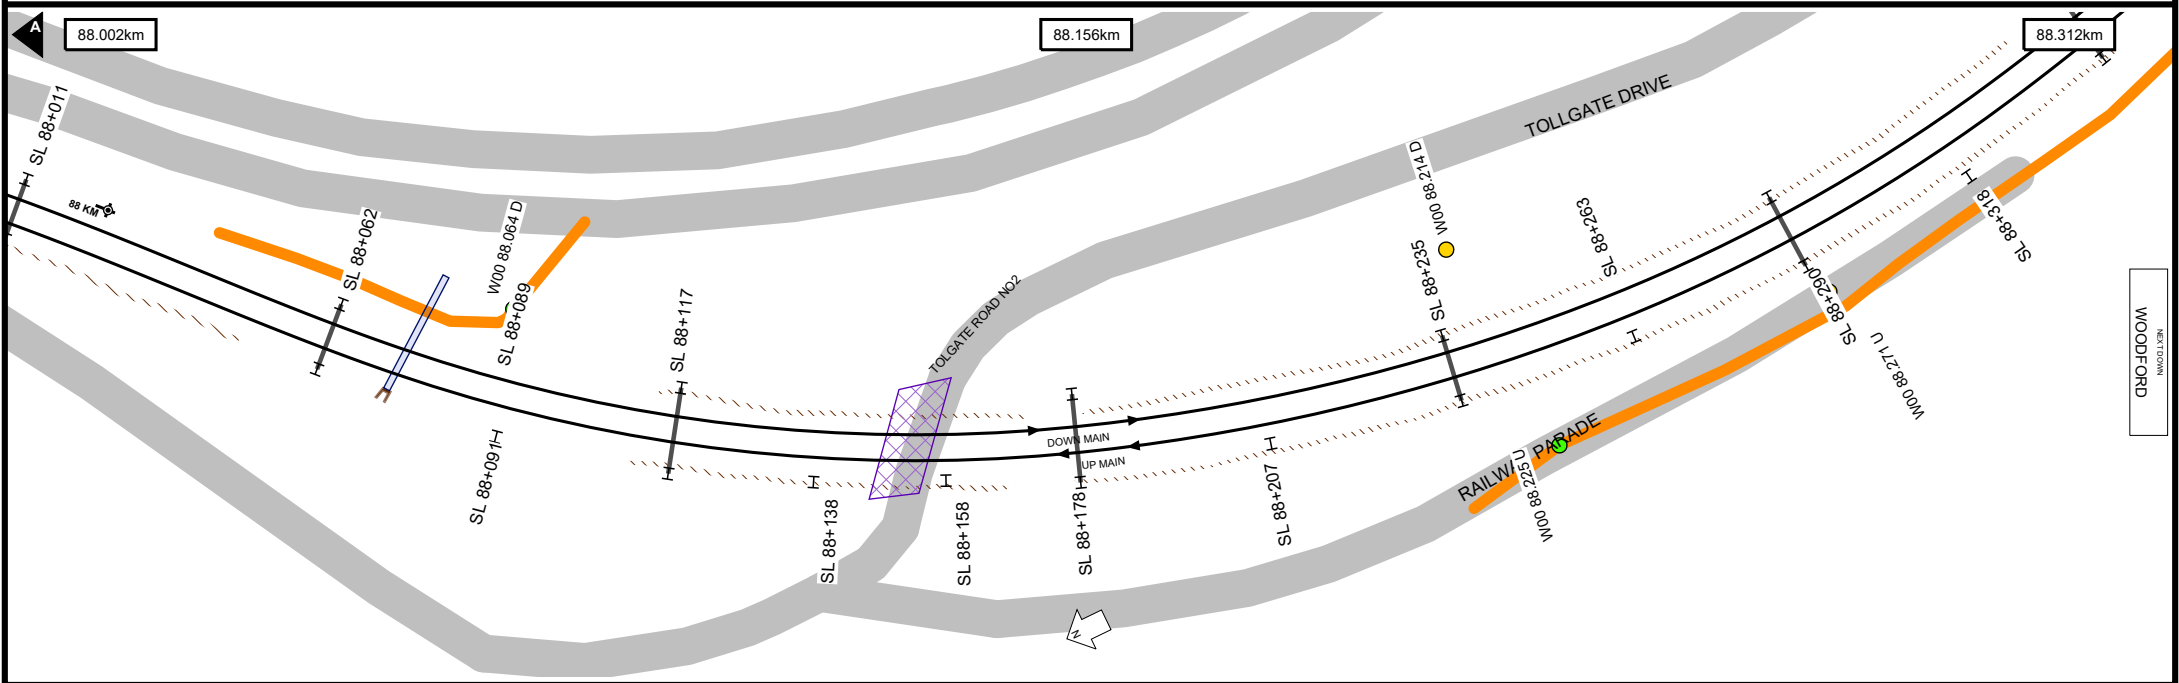 A
88.002km
88.156km
88.312km
SL 88+011
88 KM
SL 88+062
W00 88.064 D
SL 88+089
SL 88+091
SL 88+117
SL 88+138
TOLGATE ROAD NO2
SL 88+158
DOWN MAIN
UP MAIN
SL 88+178
SL 88+207
TOLLGATE DRIVE
W00 88.214 D
SL 88+235
SL 88+263
RAILWAY PARADE
W00 88.225 U
SL 88+290
W00 88.271 U
SL 88+318
NEXT DOWN
WOODFORD
N